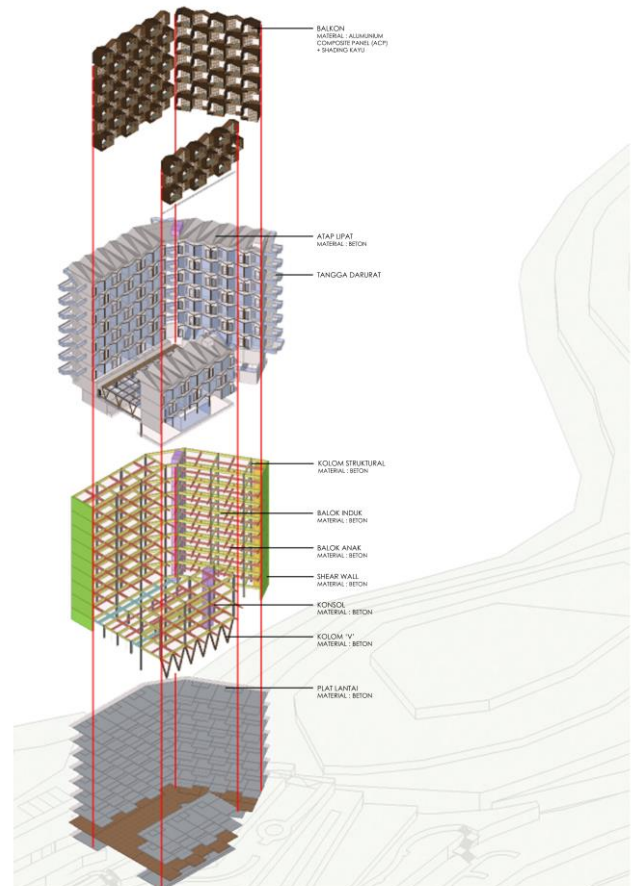 BALKON
MATERIAL : ALUMUNIUM
COMPOSITE PANEL (ACP)
+ SHADING KAYU
ATAP LIPAT
MATERIAL : BETON
TANGGA DARURAT
KOLOM STRUKTURAL
MATERIAL : BETON
BALOK INDUK
MATERIAL : BETON
BALOK ANAK
MATERIAL : BETON
SHEAR WALL
MATERIAL : BETON
KONSOL
MATERIAL : BETON
KOLOM 'V'
MATERIAL : BETON
PLAT LANTAI
MATERIAL : BETON